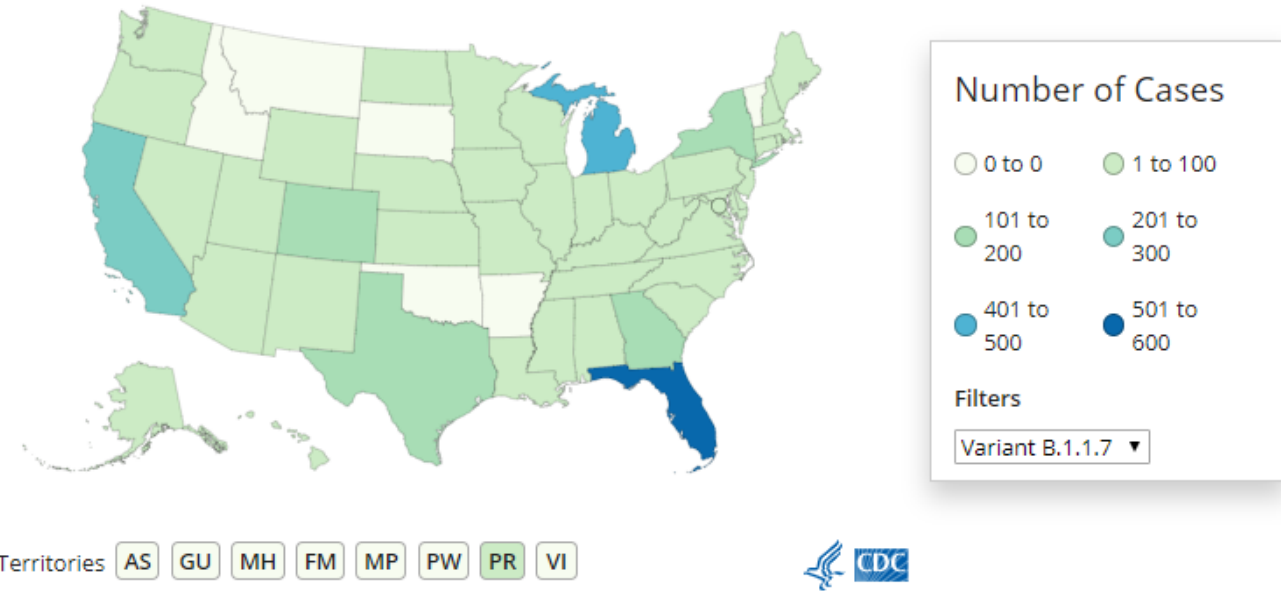 Number of Cases
0 to 0
1 to 100
101 to
200
201 to
300
401 to
500
501 to
600
Filters
Variant B.1.1.7 ▼
Territories AS GU MH FM MP PW PR VI
CDC